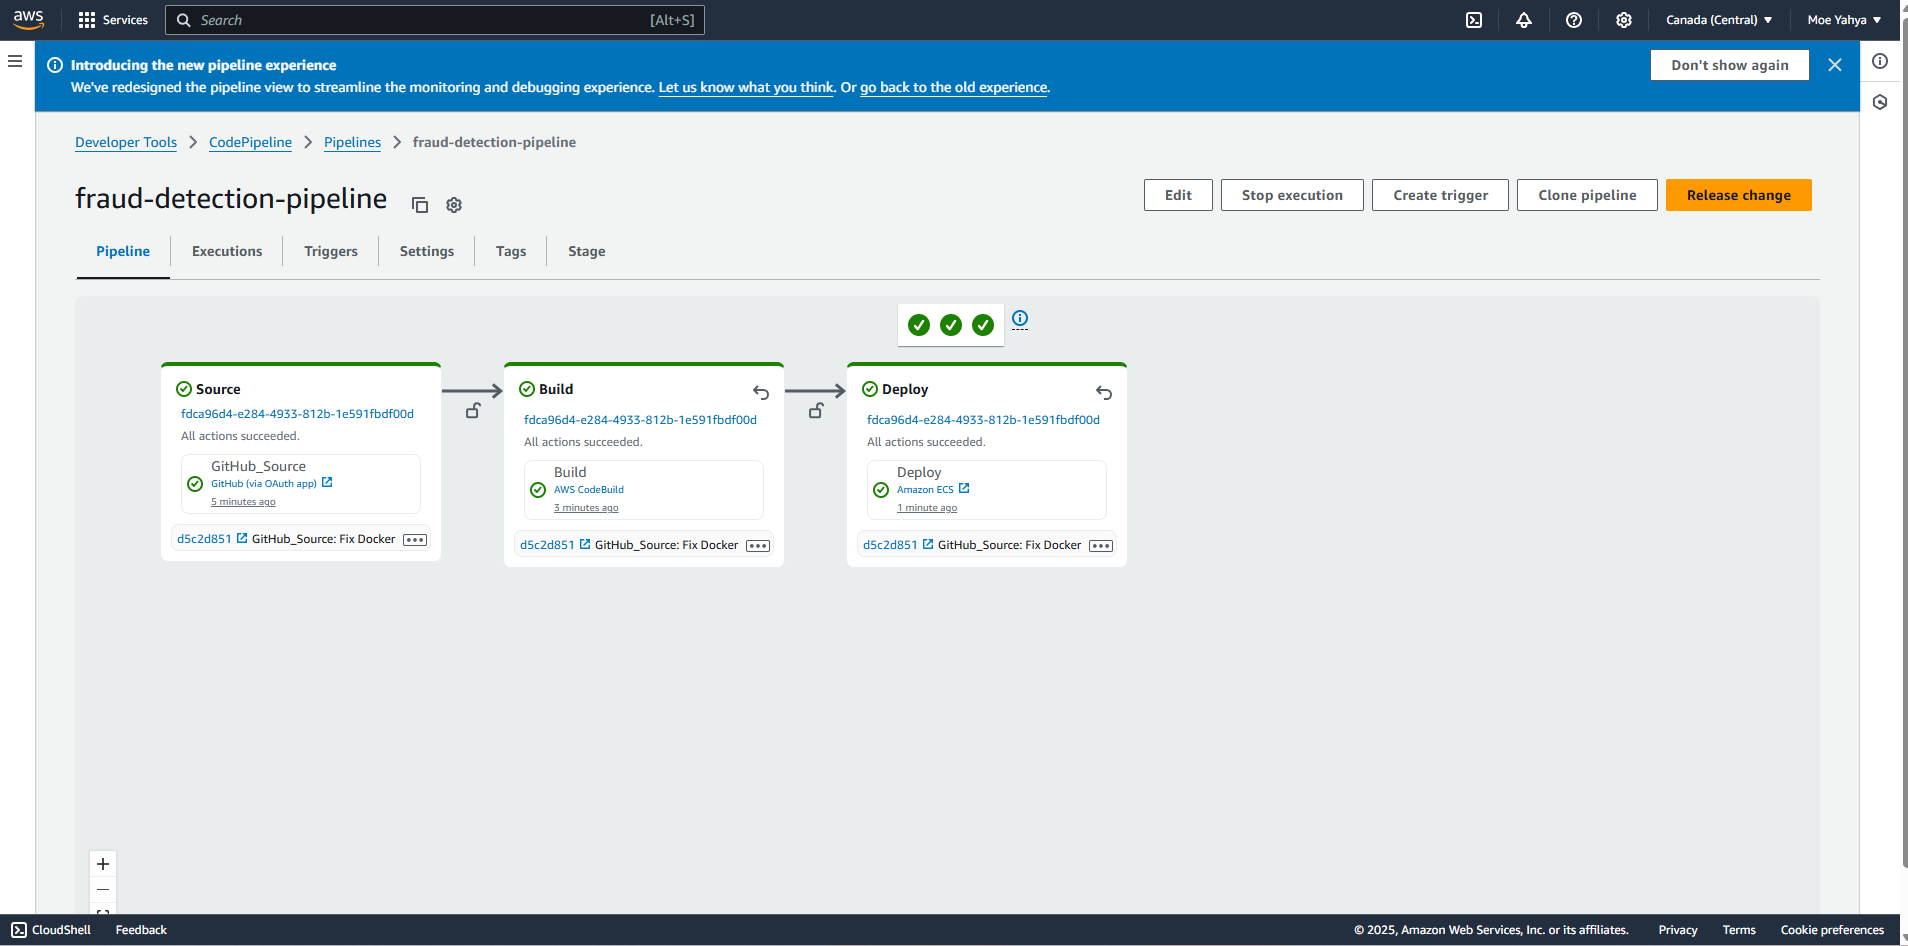 aws
Services
Search
[Alt+S]
Canada (Central)
Moe Yahya
Introducing the new pipeline experience
We've redesigned the pipeline view to streamline the monitoring and debugging experience. Let us know what you think. Or go back to the old experience.
Don't show again
Developer Tools
CodePipeline
Pipelines
fraud-detection-pipeline
fraud-detection-pipeline
Edit
Stop execution
Create trigger
Clone pipeline
Release change
Pipeline
Executions
Triggers
Settings
Tags
Stage
Source
fdca96d4-e284-4933-812b-1e591fbdf00d
All actions succeeded.
GitHub_Source
GitHub (via OAuth app)
5 minutes ago
d5c2d851 GitHub_Source: Fix Docker
Build
fdca96d4-e284-4933-812b-1e591fbdf00d
All actions succeeded.
Build
AWS CodeBuild
3 minutes ago
d5c2d851 GitHub_Source: Fix Docker
Deploy
fdca96d4-e284-4933-812b-1e591fbdf00d
All actions succeeded.
Deploy
Amazon ECS
1 minute ago
d5c2d851 GitHub_Source: Fix Docker
CloudShell
Feedback
© 2025, Amazon Web Services, Inc. or its affiliates.
Privacy
Terms
Cookie preferences